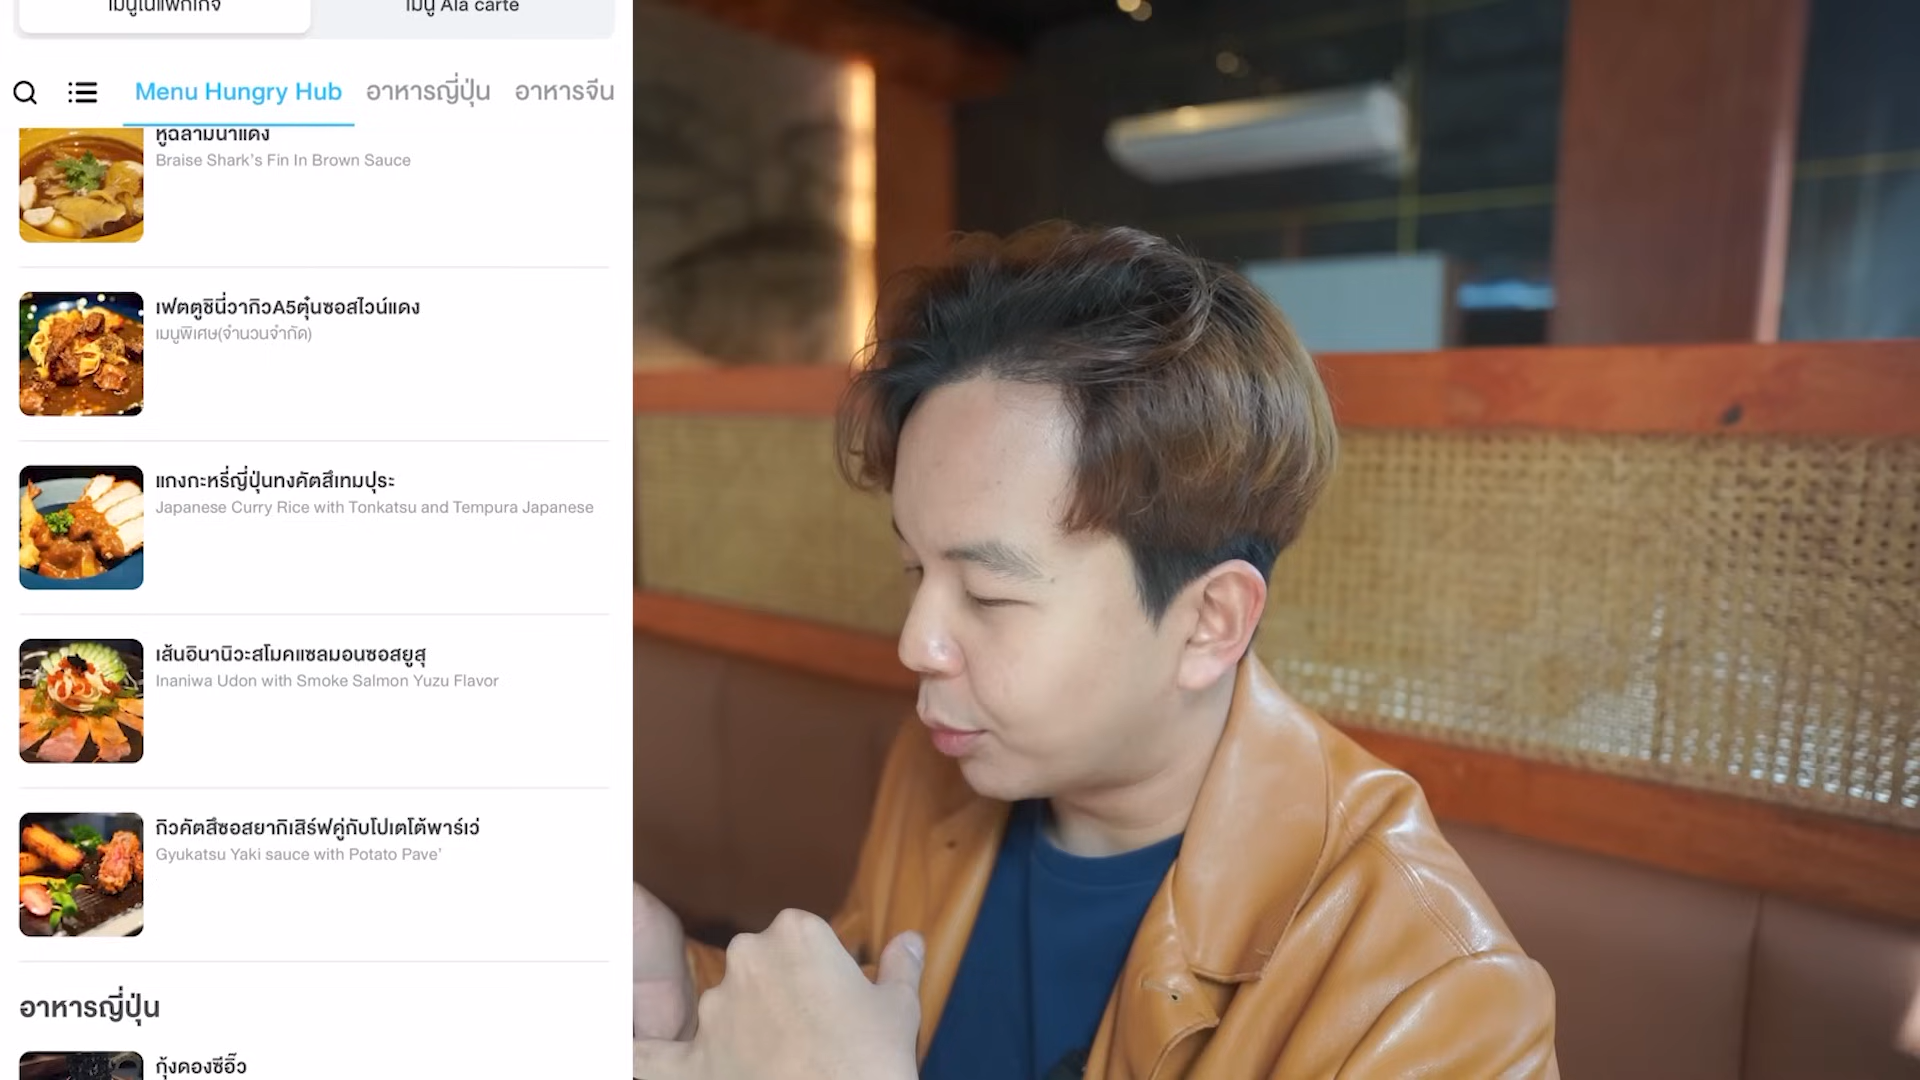 เมนูในแพ็กเกจ
เมนู Ala carte
Menu Hungry Hub
อาหารญี่ปุ่น
อาหารจีน
หูฉลามน้ำแดง
Braise Shark's Fin In Brown Sauce
เฟตตูชินี่วากิวA5ตุ๋นซอสไวน์แดง
เมนูพิเศษ(จำนวนจำกัด)
แกงกะหรี่ญี่ปุ่นทงคัตสึเทมปุระ
Japanese Curry Rice with Tonkatsu and Tempura Japanese
เส้นอินานิวะสโมคแซลมอนซอสยูสุ
Inaniwa Udon with Smoke Salmon Yuzu Flavor
กิวคัตสึซอสยากิเสิร์ฟคู่กับโปเตโต้พาร์เว่
Gyukatsu Yaki sauce with Potato Pave'
อาหารญี่ปุ่น
กุ้งดองซีอิ๊ว